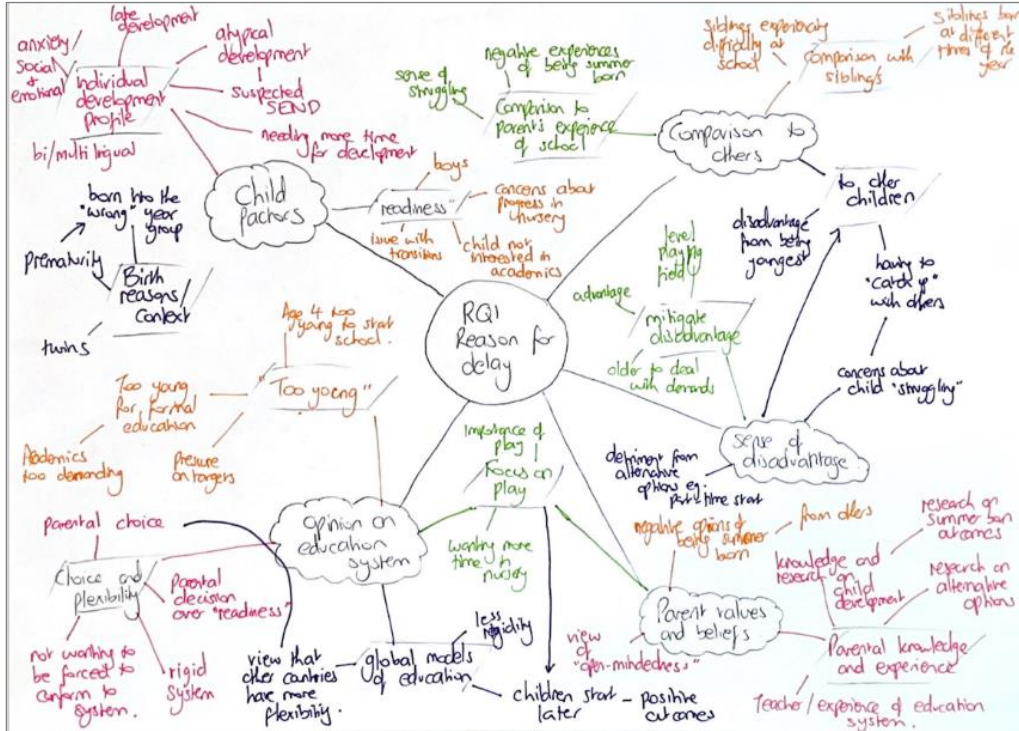 late
development
anxiety
social
&
emotional
Individual
development
profile
atypical
development
suspected
SEND
needing more time
for development
bi/multilingual
Child
factors
"readiness"
boys
concerns about
progress in
nursery
issue with
transitions
child not
interested in
academics
born into the
"wrong" year
group
Prematurity
Birth
reasons/
Context
twins
negative experiences
of being summer
born
sense of
struggling
Comparison to
parent's experience
of school
Siblings experiencing
difficulty at
school
Comparison with
siblings
Siblings born
at different
time of the
year
Comparison to
others
to other
children
disadvantage
from being
youngest
having to
"catch up"
with others
concerns about
child "struggling"
level
playing
field
advantage
mitigate
disadvantage
older to deal
with demands
RQ1
Reason for
delay
Age 4 too
young to start
school.
"Too young"
Too young
for formal
education
Academics
too demanding
Pressure
on targets
Importance of
play
Focus on
play
wanting more
time in
nursery
sense of
disadvantage
detriment from
alternative
options eg.
part-time start
Opinion on
education
system
parental choice
Choice and
flexibility
Parental
decision
over "readiness"
not wanting to
be forced to
conform to
system.
rigid
system
view that
other countries
have more
flexibility.
global models
of education
less
rigidity
children start
later
- positive
outcomes
negative opinions of
being summer
born
from others
Parent values
and beliefs
view
of
"open-mindedness"
knowledge and
research on
child
development
research on
summer born
outcomes
research on
alternative
options
Parental knowledge
and experience
Teacher/experience of education
system.